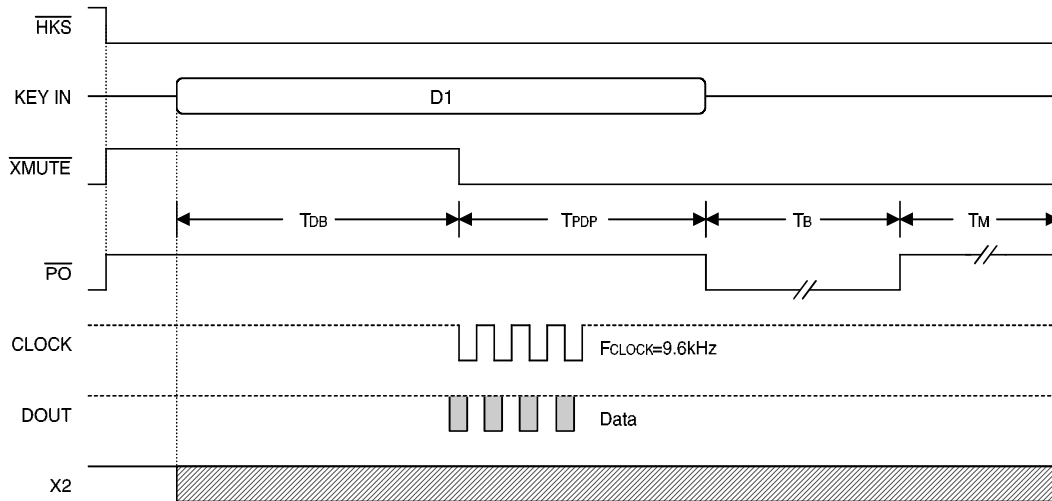 HKS
KEY IN
D1
XMUTE
TDB
TPDP
TB
TM
PO
CLOCK
FCLOCK=9.6kHz
DOUT
Data
X2